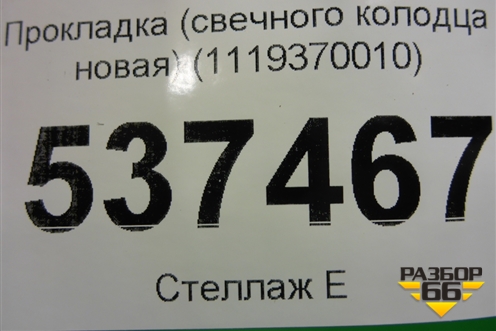 Прокладка (свечного колодца
новая) (1119370010)
537467
Стеллаж Е
РАЗБОР
66